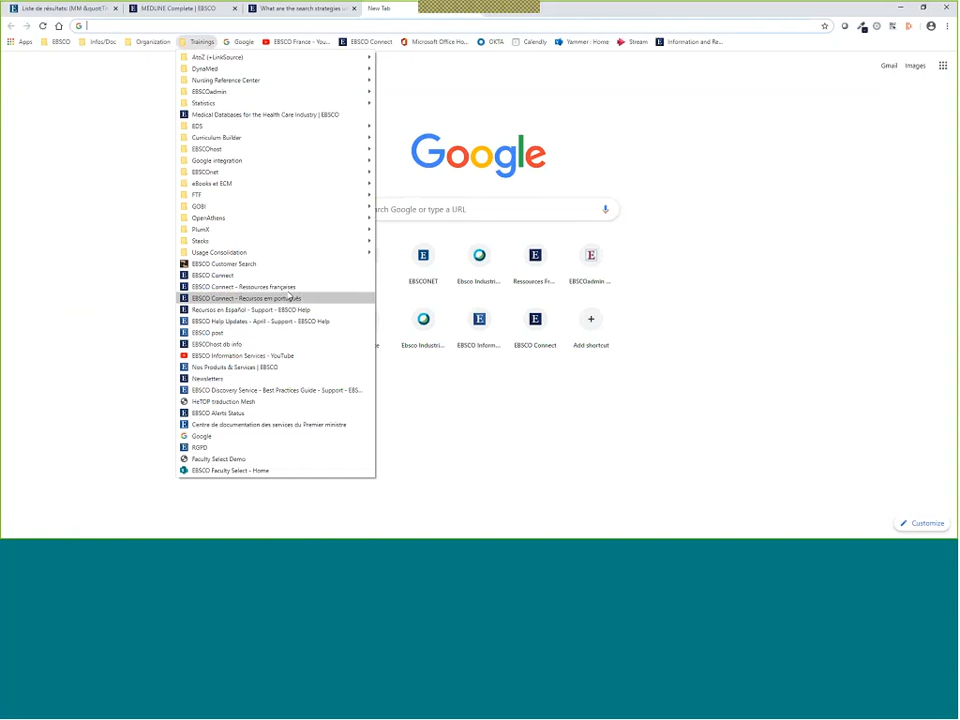 Liste de résultats: (MM &quot;T
MEDLINE Complete | EBSCO
What are the search strategies u
New Tab
Apps
EBSCO
Infos/Doc
Organization
Trainings
Google
EBSCO France - You...
EBSCO Connect
Microsoft Office Ho...
OKTA
Calendly
Yammer : Home
Stream
Information and Re...
Gmail
Images
AtoZ (+LinkSource)
DynaMed
Nursing Reference Center
EBSCOadmin
Statistics
Medical Databases for the Health Care Industry | EBSCO
EDS
Curriculum Builder
EBSCOhost
Google integration
EBSCOnet
eBooks et ECM
FTF
GOBI
OpenAthens
PlumX
Stacks
Usage Consolidation
EBSCO Customer Search
EBSCO Connect
EBSCO Connect - Ressources françaises
EBSCO Connect - Recursos em português
Recursos en Español - Support - EBSCO Help
EBSCO Help Updates - April - Support - EBSCO Help
EBSCO post
EBSCOhost db info
EBSCO Information Services - YouTube
Nos Produits & Services | EBSCO
Newsletters
EBSCO Discovery Service - Best Practices Guide - Support - EBS...
HeTOP traduction Mesh
EBSCO Alerts Status
Centre de documentation des services du Premier ministre
Google
RGPD
Faculty Select Demo
EBSCO Faculty Select - Home
Google
rch Google or type a URL
EBSCONET
Ebsco Industri...
Ressources Fr...
EBSCOadmin ...
Ebsco Industri...
EBSCO Inform...
EBSCO Connect
Add shortcut
Customize